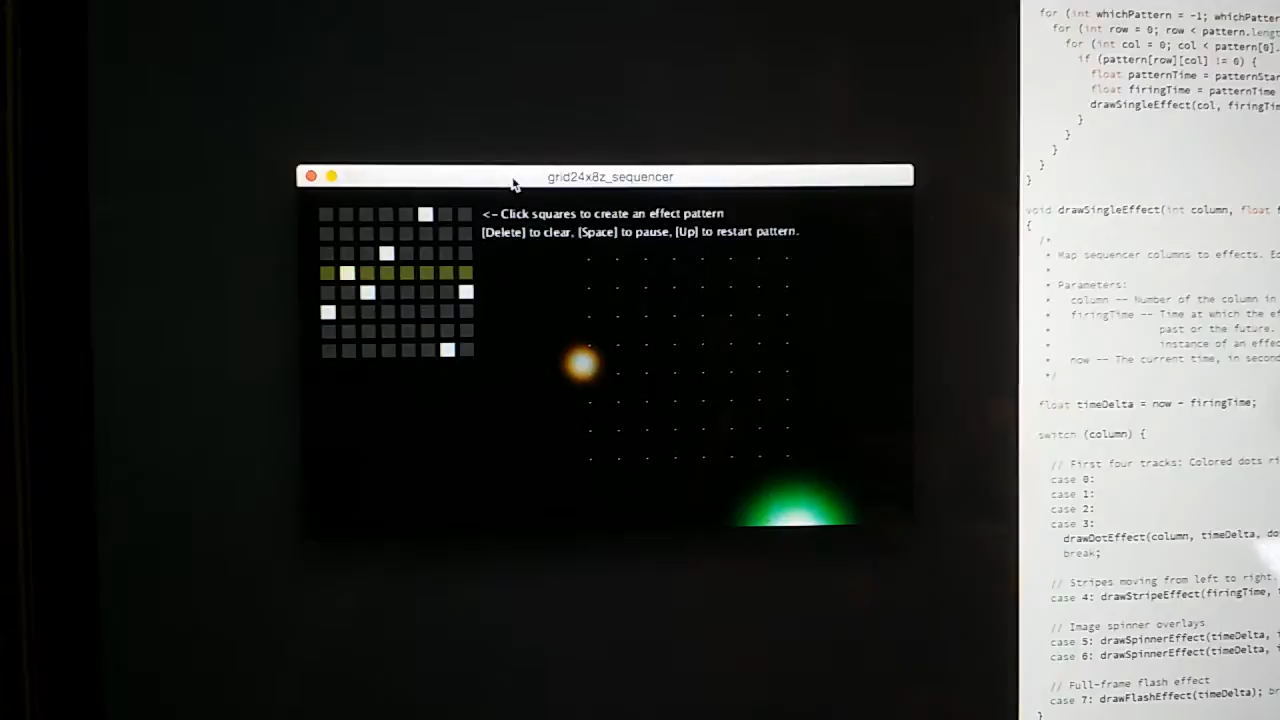 grid24x8z_sequencer
<- Click squares to create an effect pattern
[Delete] to clear, [Space] to pause, [Up] to restart pattern.
for (int whichPattern = -1; whichPatter
for (int row = 0; row < pattern.leng
for (int col = 0; col < pattern[0].
if (pattern[row][col] != 0) {
float patternTime = patternStar
float firingTime = patternTime
drawSingleEffect(col, firingTim
}
}
}
}
}
void drawSingleEffect(int column, float f
{
/*
* Map sequencer columns to effects. Ed
*
* Parameters:
* column -- Number of the column in
* firingTime -- Time at which the ef
* past or the future.
* instance of an effec
* now -- The current time, in second
*/
float timeDelta = now - firingTime;
switch (column) {
// First four tracks: Colored dots ri
case 0:
case 1:
case 2:
case 3:
drawDotEffect(column, timeDelta, do
break;
// Stripes moving from left to right.
case 4: drawStripeEffect(firingTime,
// Image spinner overlays
case 5: drawSpinnerEffect(timeDelta,
case 6: drawSpinnerEffect(timeDelta,
// Full-frame flash effect
case 7: drawFlashEffect(timeDelta); br
}